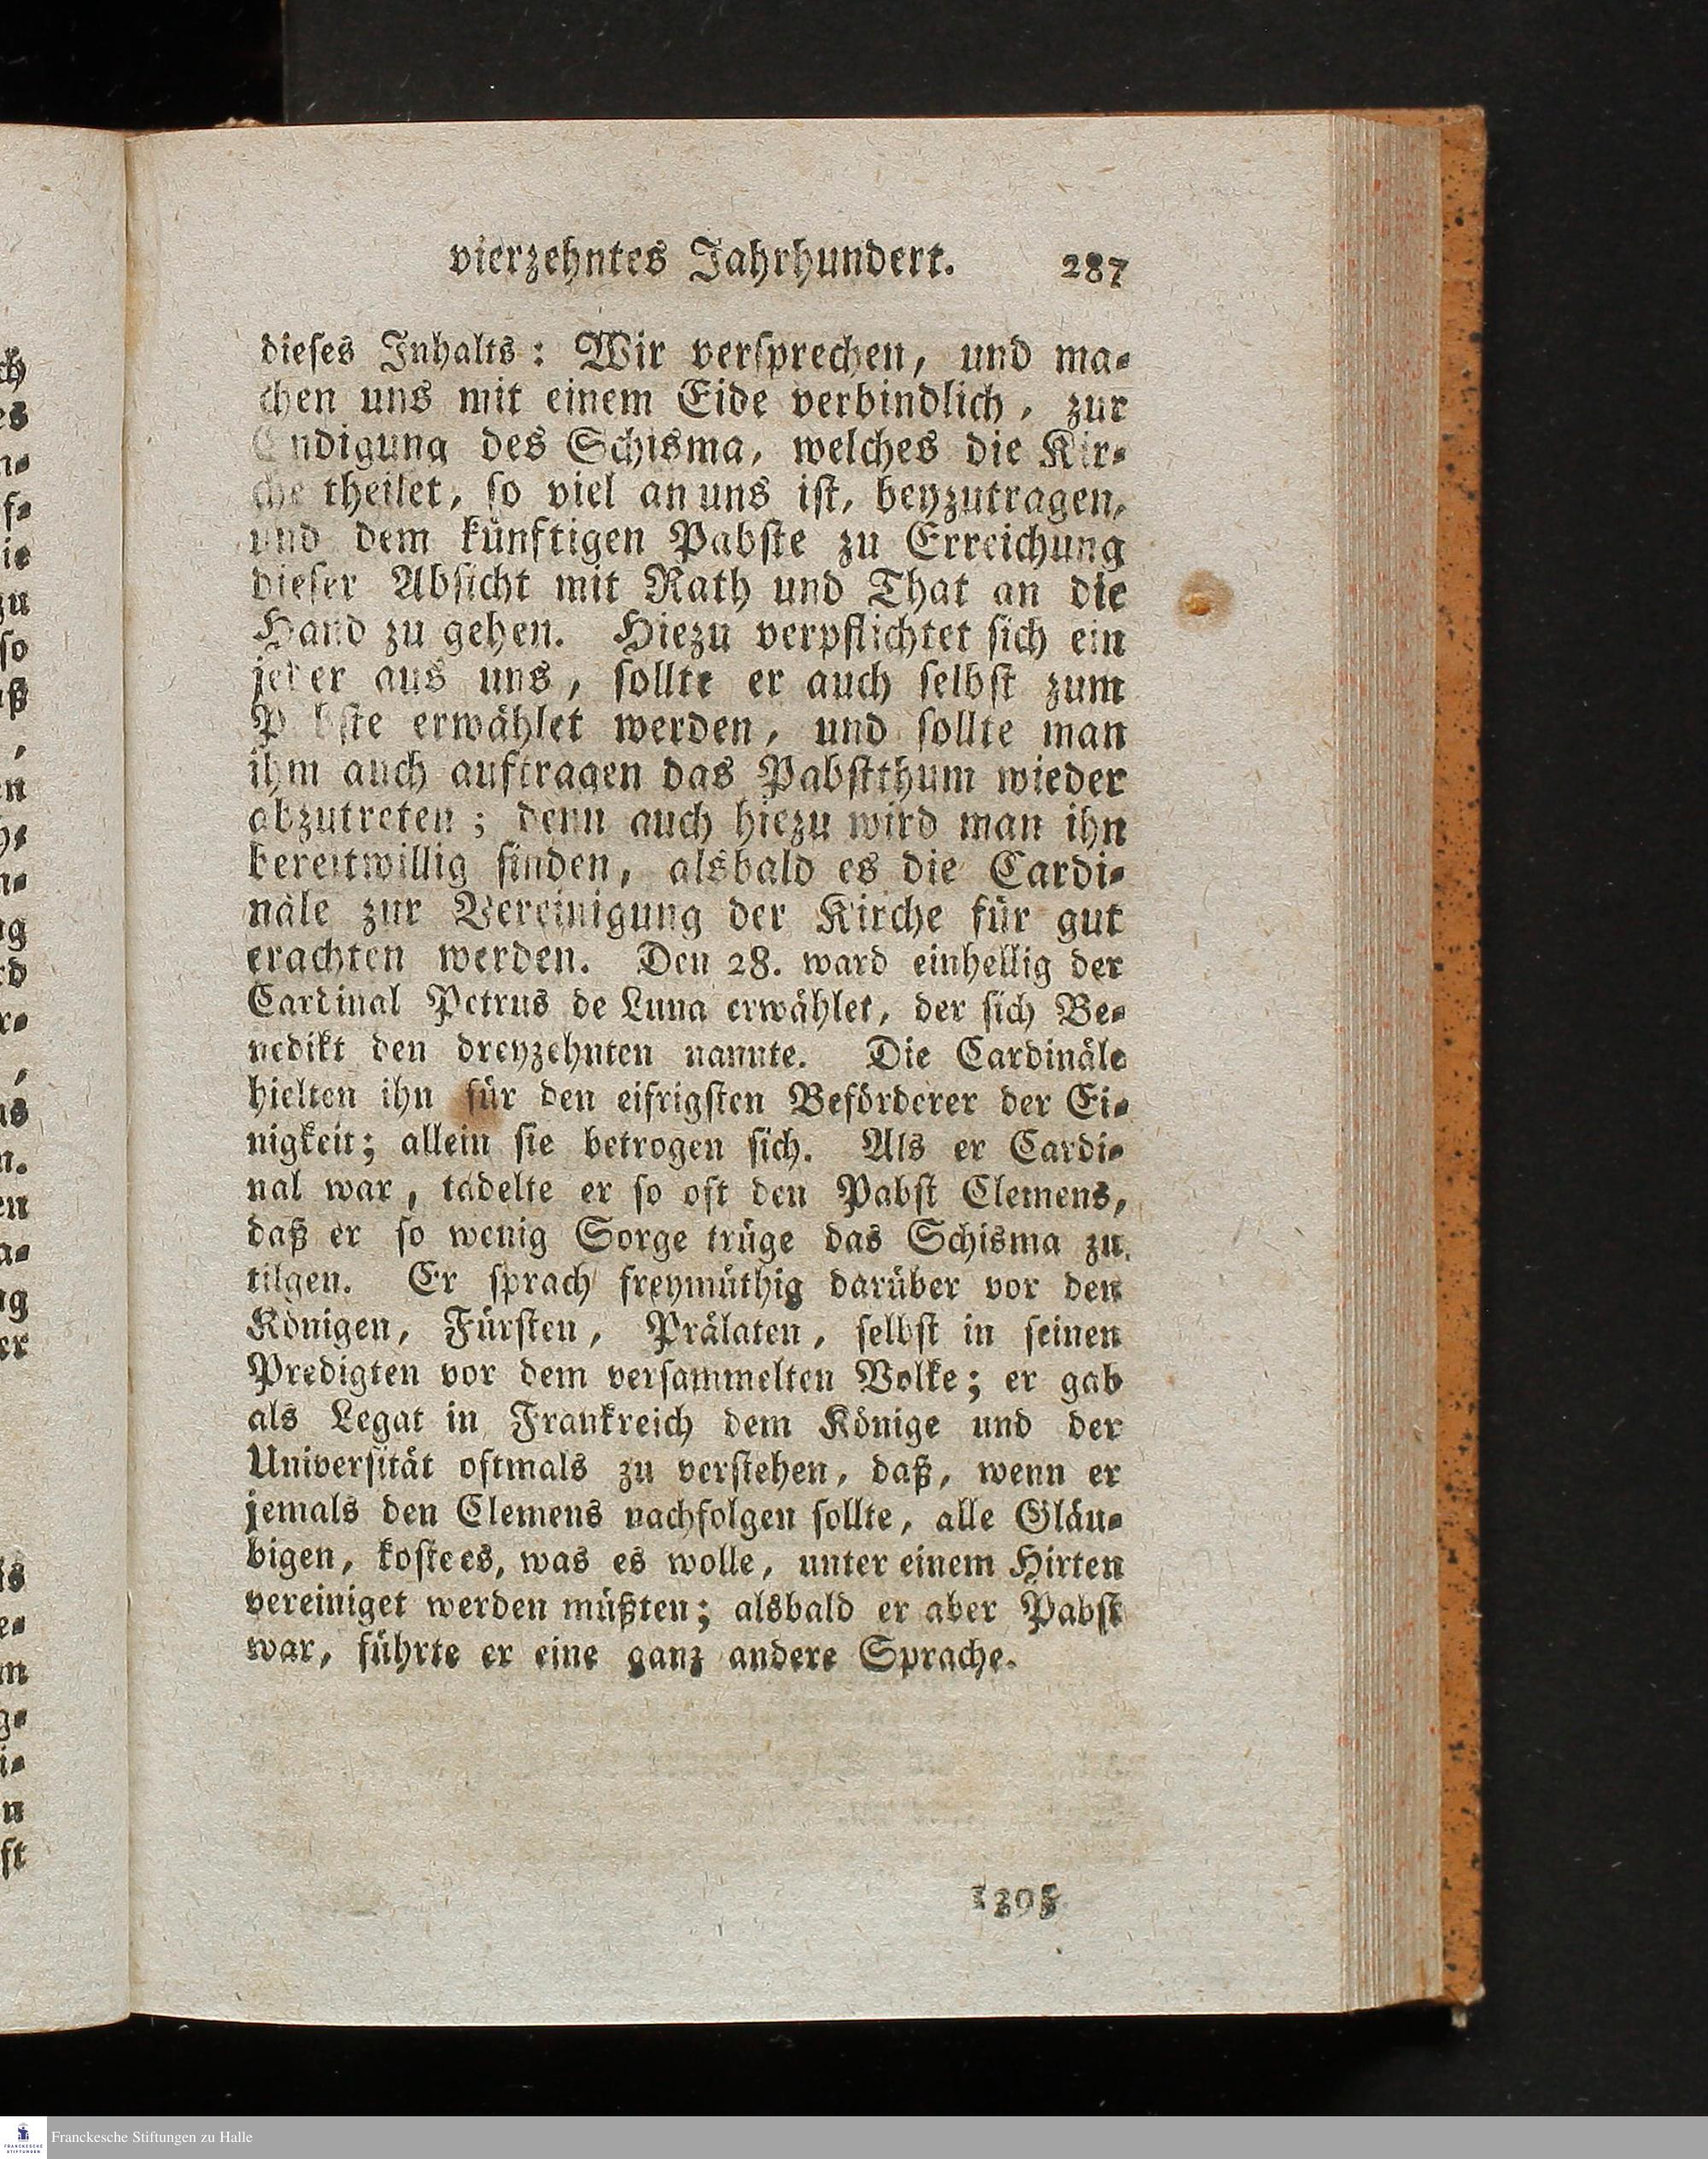 vierzehntes Jahrhundert. 287
dieses Inhalts: Wir versprechen, und ma-
chen uns mit einem Eide verbindlich, zur
Endigung des Schisma, welches die Kir-
che theilet, so viel an uns ist, beyzutragen,
und dem künftigen Pabste zu Erreichung
dieser Absicht mit Rath und That an die
Hand zu gehen. Hiezu verpflichtet sich ein
jeder aus uns, sollte er auch selbst zum
Pabste erwählet werden, und sollte man
ihm auch auftragen das Pabstthum wieder
abzutreten; denn auch hiezu wird man ihn
bereitwillig finden, alsbald es die Cardi-
näle zur Vereinigung der Kirche für gut
erachten werden. Den 28. ward einhellig der
Cardinal Petrus de Luna erwählet, der sich Be-
nedikt den dreyzehnten nannte. Die Cardinäle
hielten ihn für den eifrigsten Beförderer der Ei-
nigkeit; allein sie betrogen sich. Als er Cardi-
nal war, tadelte er so oft den Pabst Clemens,
daß er so wenig Sorge trüge das Schisma zu
tilgen. Er sprach freymüthig darüber vor den
Königen, Fürsten, Prälaten, selbst in seinen
Predigten vor dem versammelten Volke; er gab
als Legat in Frankreich dem Könige und der
Universität oftmals zu verstehen, daß, wenn er
jemals den Clemens nachfolgen sollte, alle Gläu-
bigen, koste es, was es wolle, unter einem Hirten
vereiniget werden müßten; alsbald er aber Pabst
war, führte er eine ganz andere Sprache.
1395
Franckesche Stiftungen zu Halle